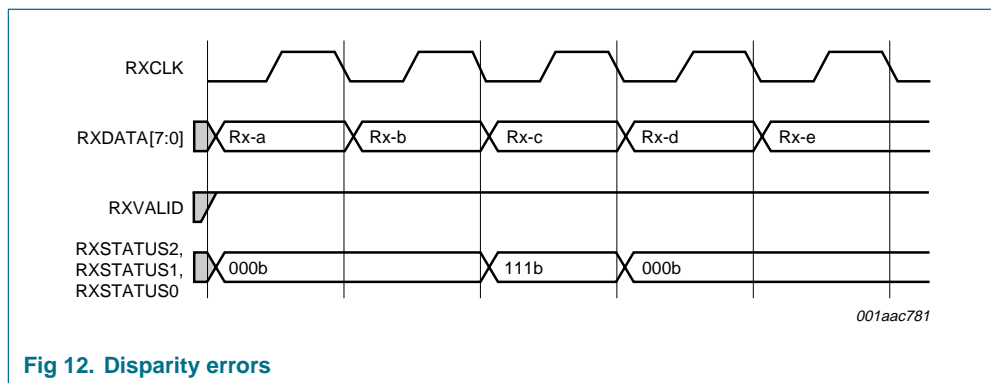 RXCLK
RXDATA[7:0] Rx-a Rx-b Rx-c Rx-d Rx-e
RXVALID
RXSTATUS2,
RXSTATUS1, 000b 111b 000b
RXSTATUS0
001aac781
Fig 12. Disparity errors